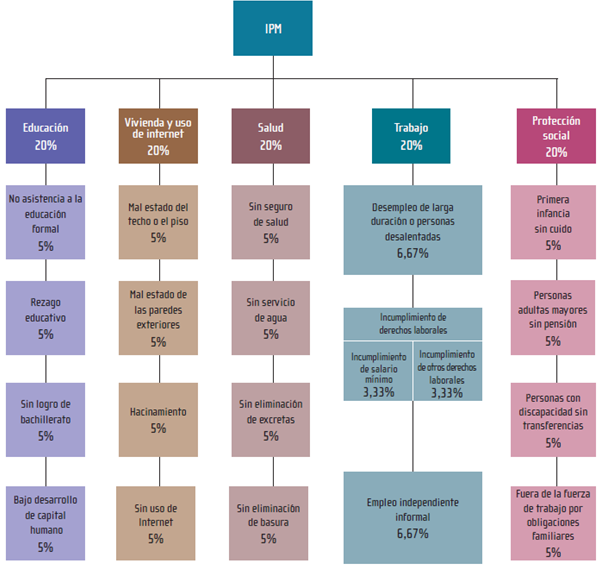 IPM
Educación
20%
No asistencia a la
educación
formal
5%
Rezago
educativo
5%
Sin logro de
bachillerato
5%
Bajo desarrollo
de capital
humano
5%
Vivienda y uso
de internet
20%
Mal estado del
techo o el piso
5%
Mal estado de
las paredes
exteriores
5%
Hacinamiento
5%
Sin uso de
Internet
5%
Salud
20%
Sin seguro
de salud
5%
Sin servicio
de agua
5%
Sin eliminación
de excretas
5%
Sin eliminación
de basura
5%
Trabajo
20%
Desempleo de larga
duración o personas
desalentadas
6,67%
Incumplimiento de
derechos laborales
Incumplimiento
de salario
mínimo
3,33%
Incumplimiento
de otros derechos
laborales
3,33%
Empleo independiente
informal
6,67%
Protección
social
20%
Primera
infancia
sin cuido
5%
Personas
adultas mayores
sin pensión
5%
Personas con
discapacidad sin
transferencias
5%
Fuera de la fuerza
de trabajo por
obligaciones
familiares
5%